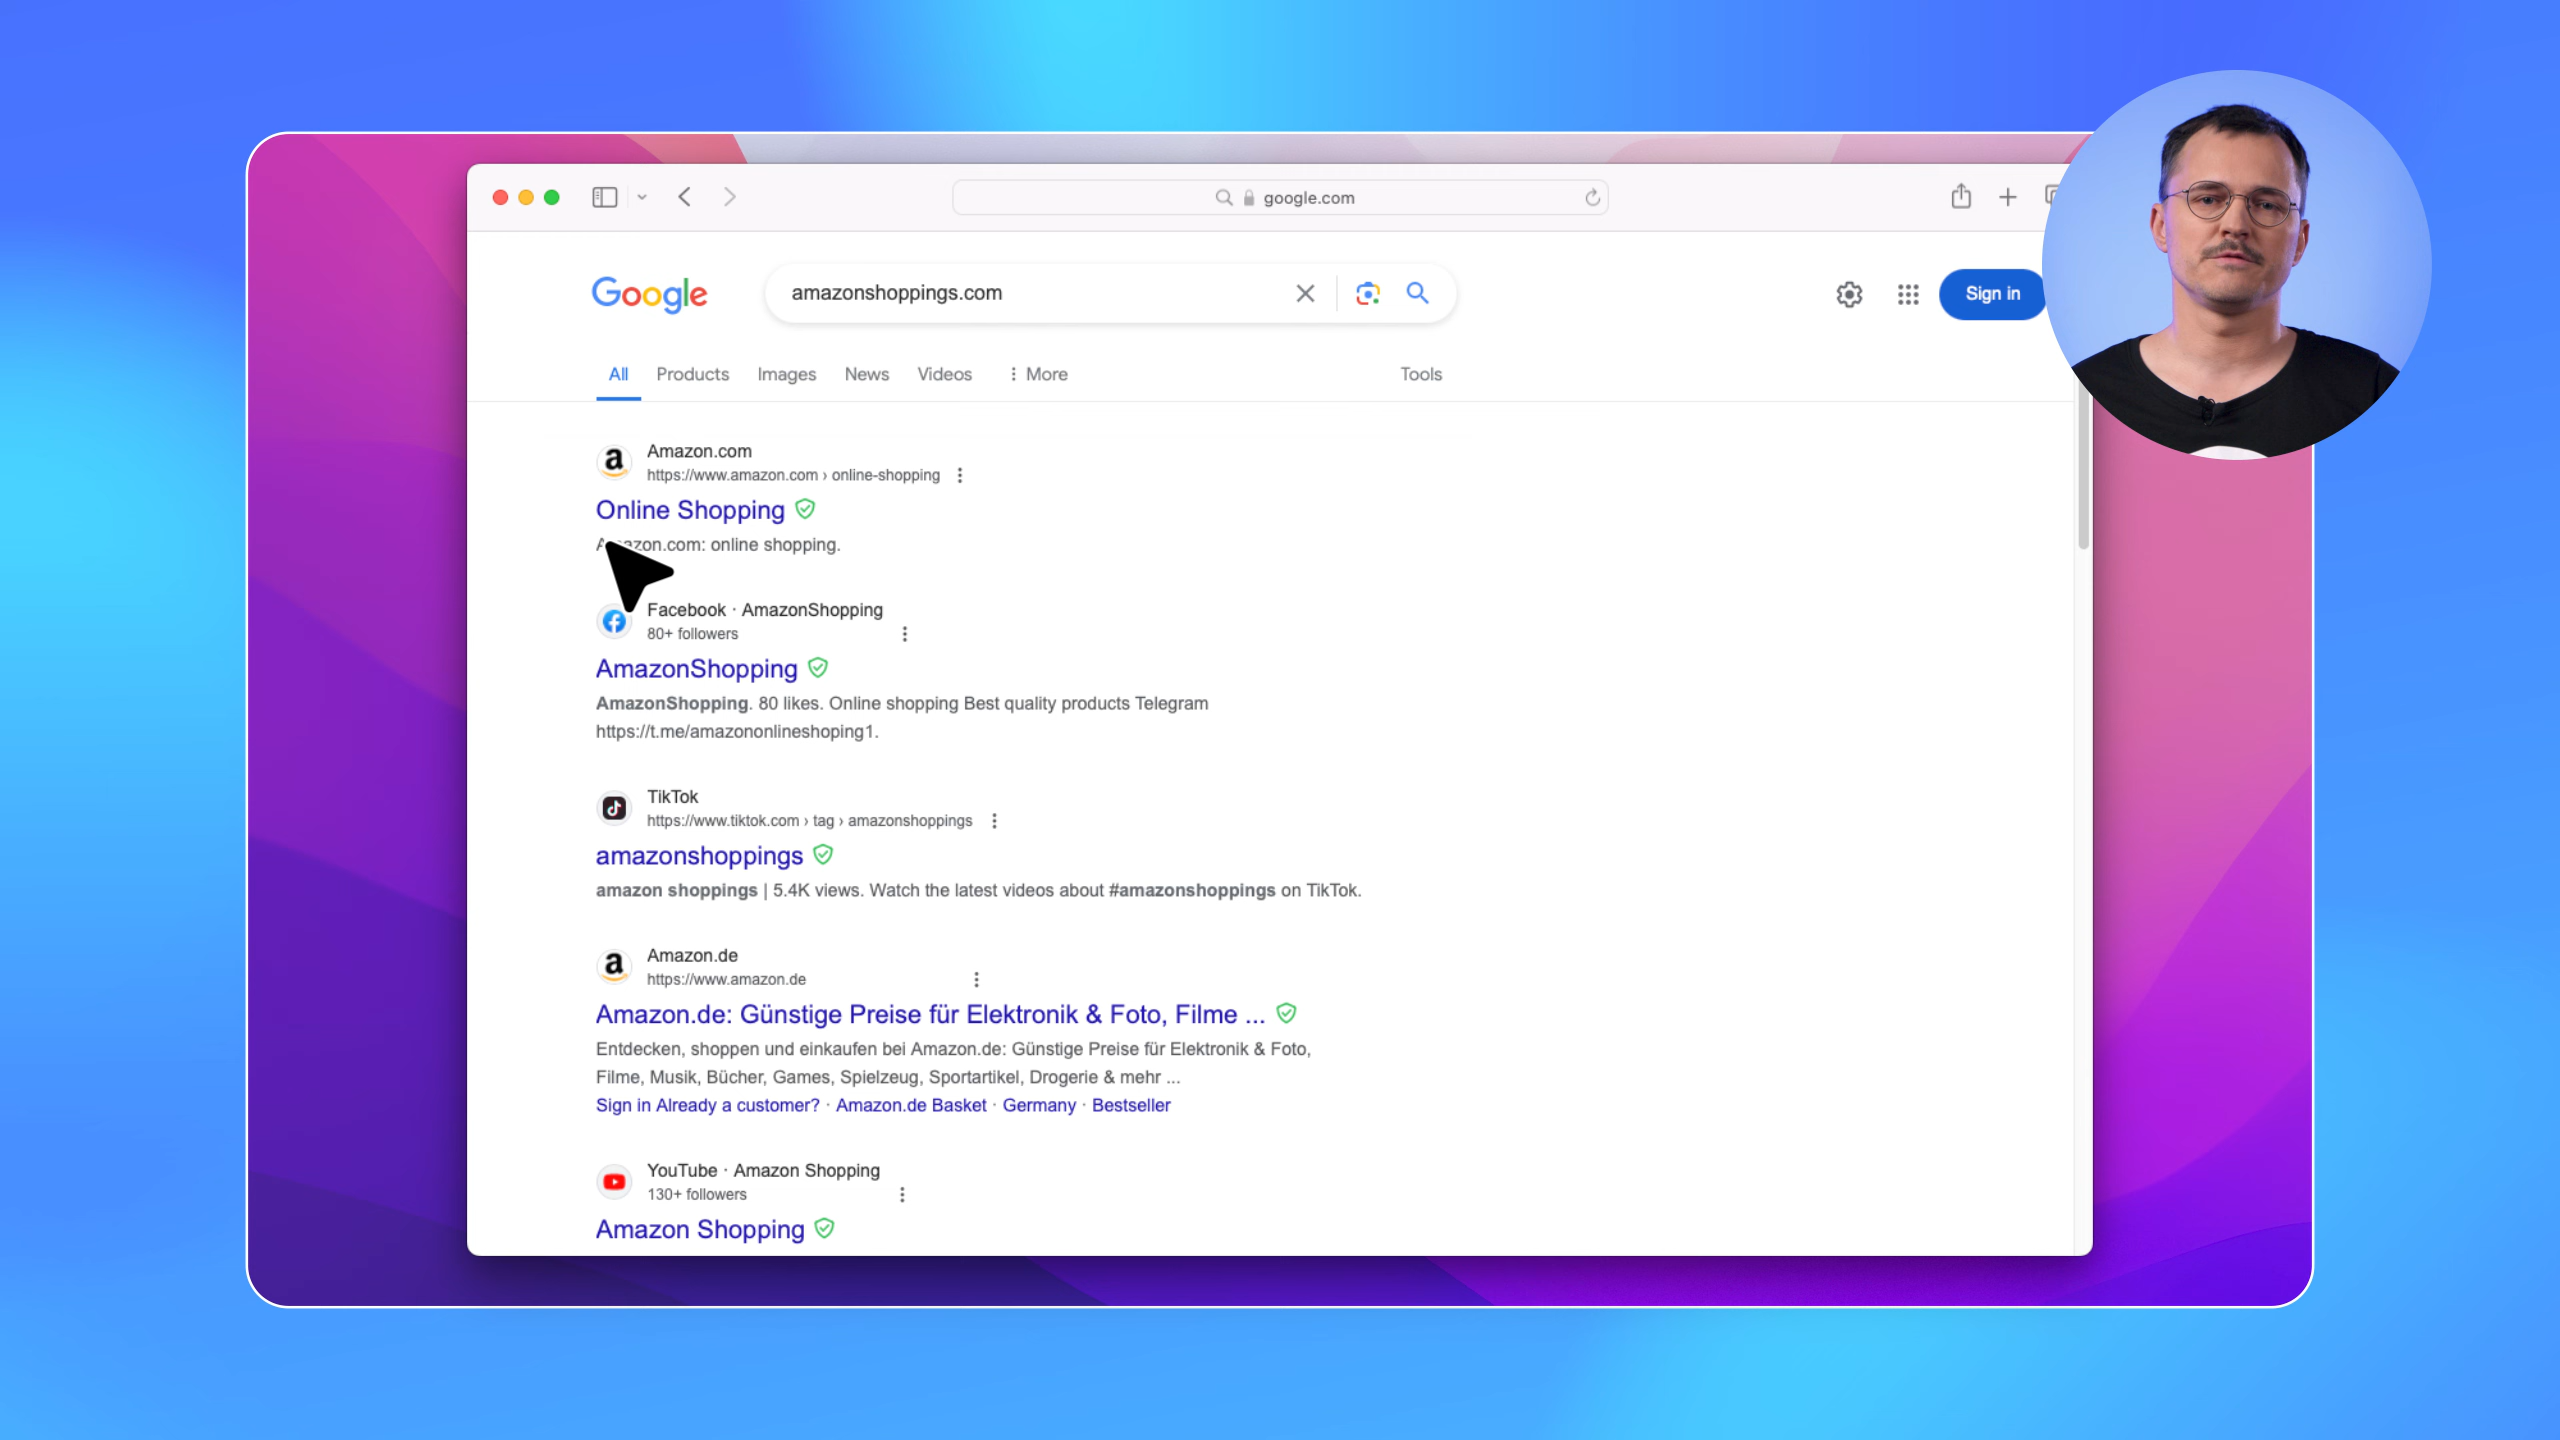 google.com
Google
amazonshoppings.com
Sign in
All Products Images News Videos More Tools
Amazon.com
https://www.amazon.com › online-shopping
Online Shopping
azon.com: online shopping.
Facebook · AmazonShopping
80+ followers
AmazonShopping
AmazonShopping. 80 likes. Online shopping Best quality products Telegram
https://t.me/amazononlineshoping1.
TikTok
https://www.tiktok.com › tag › amazonshoppings
amazonshoppings
amazon shoppings | 5.4K views. Watch the latest videos about #amazonshoppings on TikTok.
Amazon.de
https://www.amazon.de
Amazon.de: Günstige Preise für Elektronik & Foto, Filme ...
Entdecken, shoppen und einkaufen bei Amazon.de: Günstige Preise für Elektronik & Foto,
Filme, Musik, Bücher, Games, Spielzeug, Sportartikel, Drogerie & mehr ...
Sign in Already a customer? · Amazon.de Basket · Germany · Bestseller
YouTube · Amazon Shopping
130+ followers
Amazon Shopping